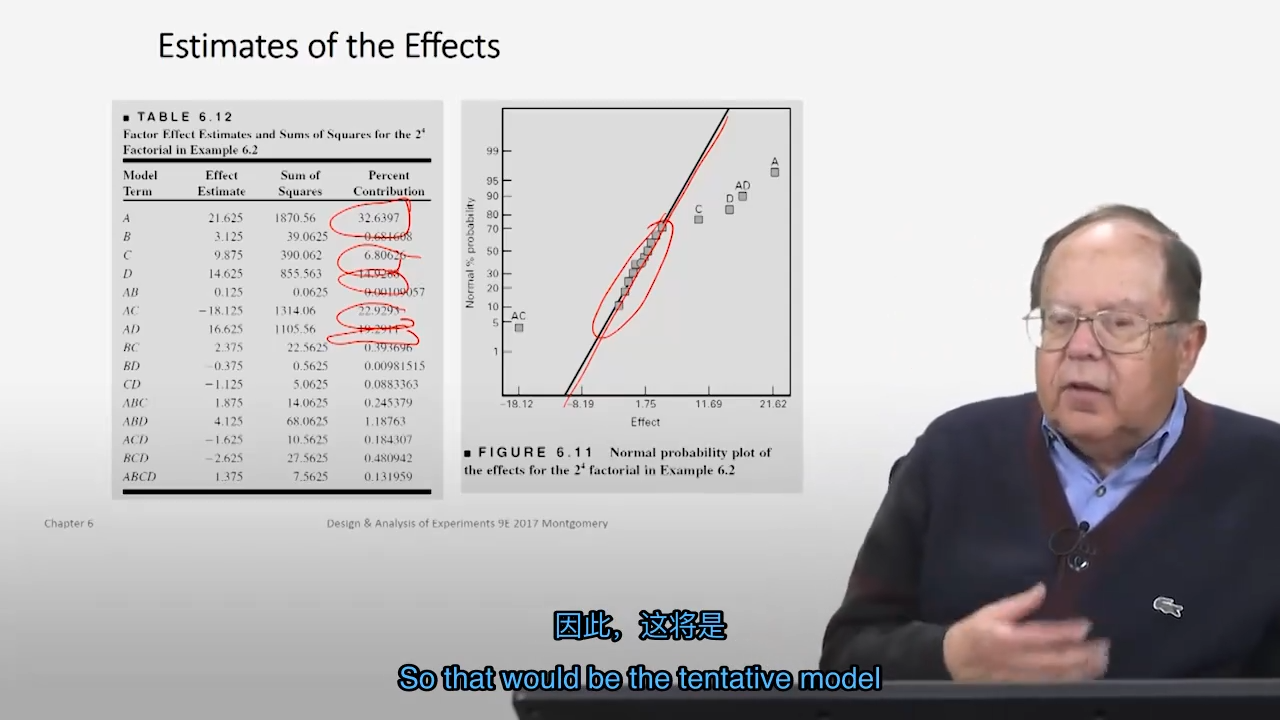 Estimates of the Effects
■ TABLE 6.12
Factor Effect Estimates and Sums of Squares for the 2⁴
Factorial in Example 6.2
Model Effect Sum of Percent
Term Estimate Squares Contribution
A 21.625 1870.56 32.6397
B 3.125 39.0625 0.681608
C 9.875 390.062 6.80626
D 14.625 855.563 14.9288
AB 0.125 0.0625 0.00109057
AC −18.125 1314.06 22.9293
AD 16.625 1105.56 19.2911
BC 2.375 22.5625 0.393696
BD −0.375 0.5625 0.00981515
CD −1.125 5.0625 0.0883363
ABC 1.875 14.0625 0.245379
ABD 4.125 68.0625 1.18763
ACD −1.625 10.5625 0.184307
BCD −2.625 27.5625 0.480942
ABCD 1.375 7.5625 0.131959
Normal % probability
99
95
90
80
70
50
30
20
10
5
1
A
AD
D
C
AC
−18.12 −8.19 1.75 11.69 21.62
Effect
■ FIGURE 6.11 Normal probability plot of
the effects for the 2⁴ factorial in Example 6.2
Chapter 6
Design & Analysis of Experiments 9E 2017 Montgomery
因此，这将是
So that would be the tentative model